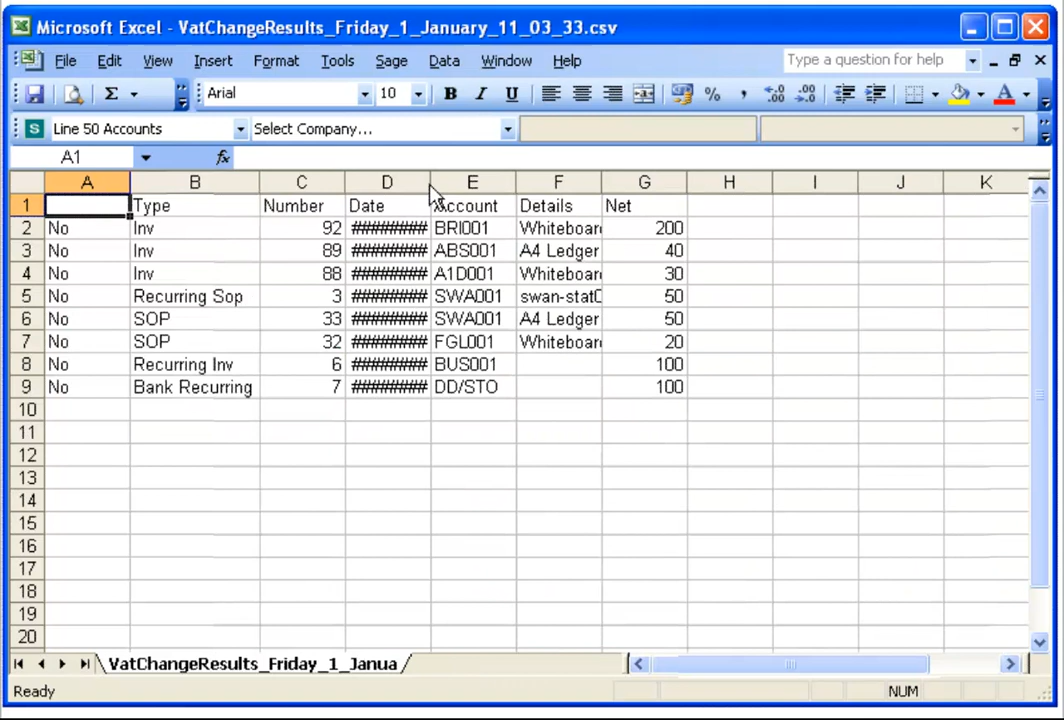 Microsoft Excel - VatChangeResults_Friday_1_January_11_03_33.csv
File Edit View Insert Format Tools Sage Data Window Help Type a question for help
Arial 10 B I U % ,
Line 50 Accounts Select Company...
A1 fx
A B C D E F G H I J K
1 Type Number Date Account Details Net
2 No Inv 92 ######## BRI001 Whiteboar 200
3 No Inv 89 ######## ABS001 A4 Ledger 40
4 No Inv 88 ######## A1D001 Whiteboar 30
5 No Recurring Sop 3 ######## SWA001 swan-stat0 50
6 No SOP 33 ######## SWA001 A4 Ledger 50
7 No SOP 32 ######## FGL001 Whiteboar 20
8 No Recurring Inv 6 ######## BUS001 100
9 No Bank Recurring 7 ######## DD/STO 100
10
11
12
13
14
15
16
17
18
19
20
VatChangeResults_Friday_1_Janua
Ready NUM